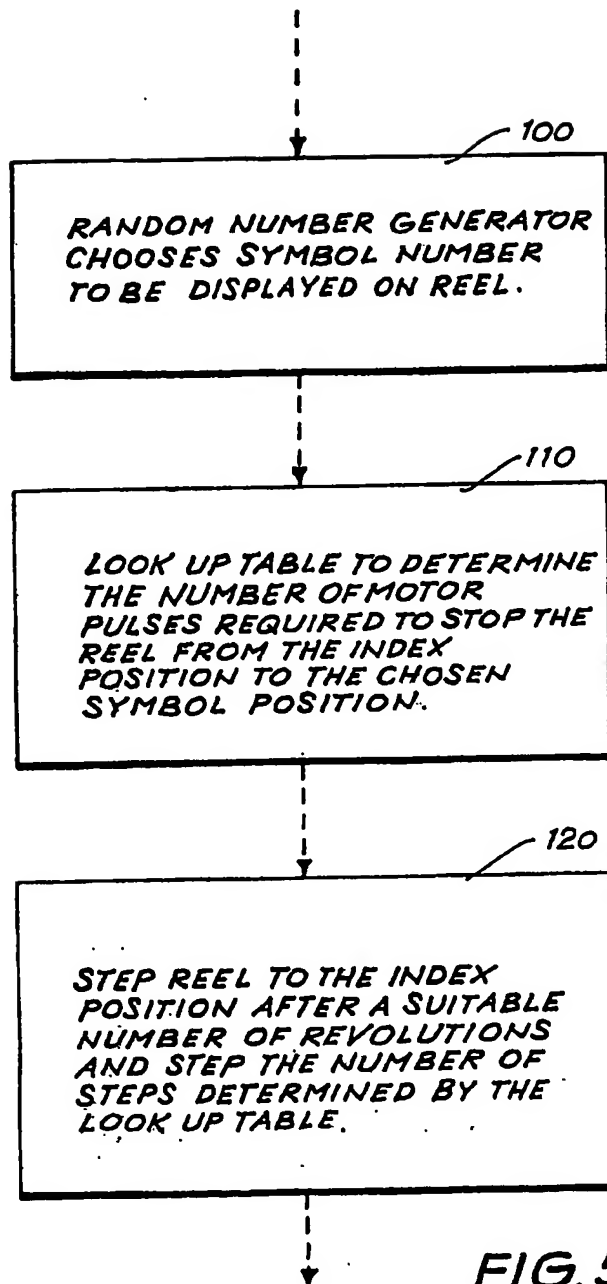 100
RANDOM NUMBER GENERATOR
CHOOSES SYMBOL NUMBER
TO BE DISPLAYED ON REEL.
110
LOOK UP TABLE TO DETERMINE
THE NUMBER OF MOTOR
PULSES REQUIRED TO STOP THE
REEL FROM THE INDEX
POSITION TO THE CHOSEN
SYMBOL POSITION.
120
STEP REEL TO THE INDEX
POSITION AFTER A SUITABLE
NUMBER OF REVOLUTIONS
AND STEP THE NUMBER OF
STEPS DETERMINED BY THE
LOOK UP TABLE.
FIG.